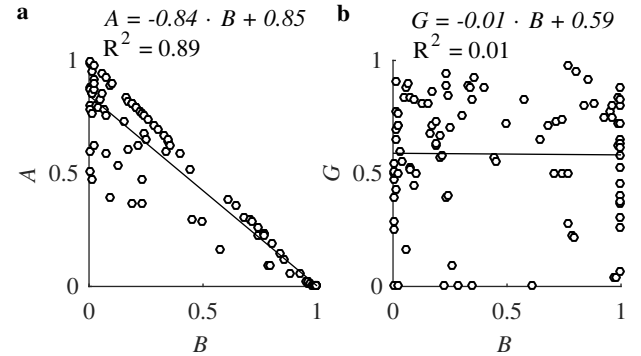 a
A = -0.84 · B + 0.85
R² = 0.89
1
0.5
0
A
0
0.5
1
B
b
G = -0.01 · B + 0.59
R² = 0.01
1
0.5
0
G
0
0.5
1
B